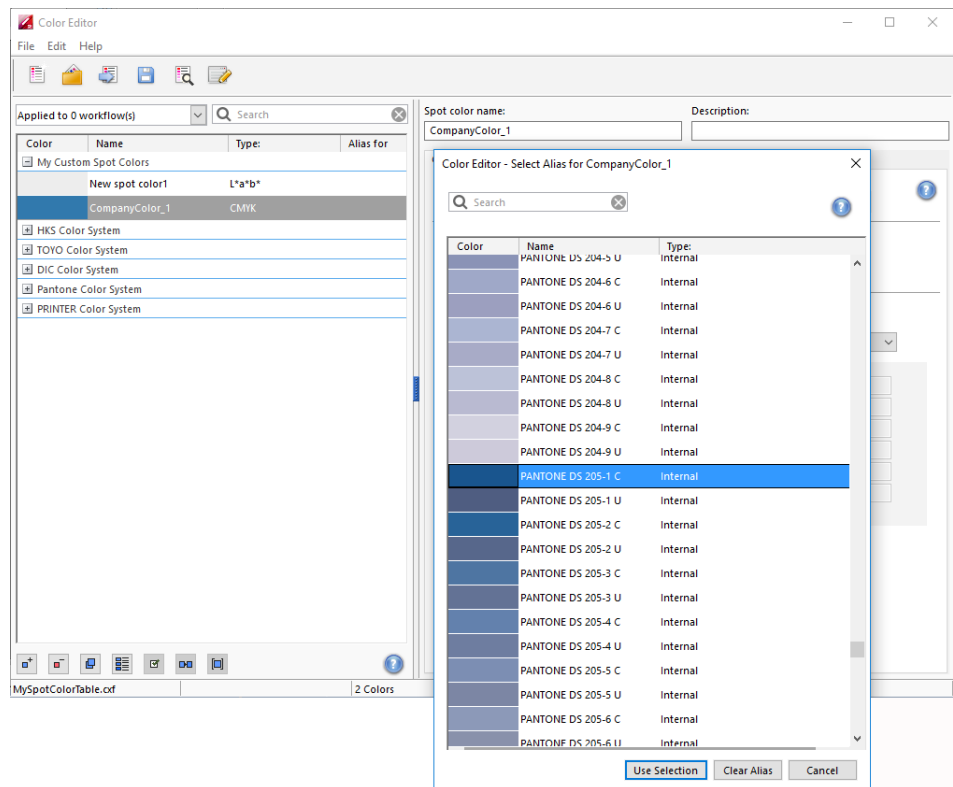 Color Editor
File Edit Help
Applied to 0 workflow(s) Search
Color Name Type: Alias for
My Custom Spot Colors
New spot color1 L*a*b*
CompanyColor_1 CMYK
HKS Color System
TOYO Color System
DIC Color System
Pantone Color System
PRINTER Color System
MySpotColorTable.cxf 2 Colors
Spot color name: Description:
CompanyColor_1
Color Editor - Select Alias for CompanyColor_1
Search
Color Name Type:
PANTONE DS 204-5 U Internal
PANTONE DS 204-6 C Internal
PANTONE DS 204-6 U Internal
PANTONE DS 204-7 C Internal
PANTONE DS 204-7 U Internal
PANTONE DS 204-8 C Internal
PANTONE DS 204-8 U Internal
PANTONE DS 204-9 C Internal
PANTONE DS 204-9 U Internal
PANTONE DS 205-1 C Internal
PANTONE DS 205-1 U Internal
PANTONE DS 205-2 C Internal
PANTONE DS 205-2 U Internal
PANTONE DS 205-3 C Internal
PANTONE DS 205-3 U Internal
PANTONE DS 205-4 C Internal
PANTONE DS 205-4 U Internal
PANTONE DS 205-5 C Internal
PANTONE DS 205-5 U Internal
PANTONE DS 205-6 C Internal
PANTONE DS 205-6 U Internal
Use Selection Clear Alias Cancel